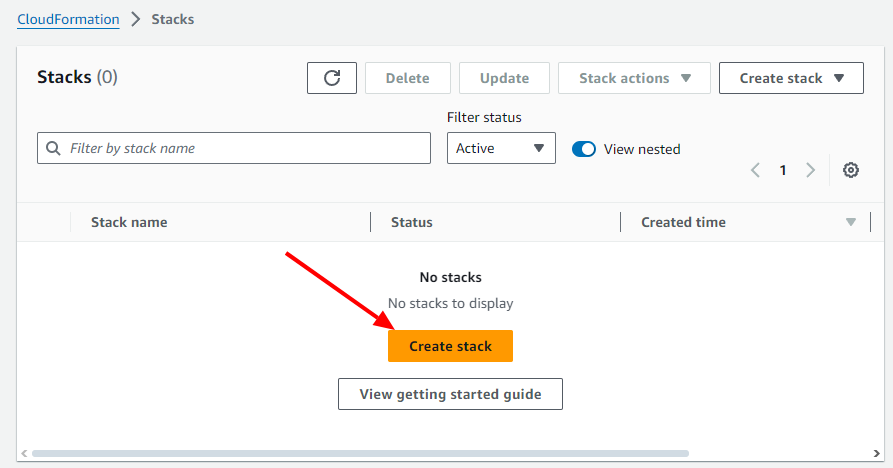 CloudFormation > Stacks
Stacks (0)
Delete
Update
Stack actions
Create stack
Filter status
Filter by stack name
Active
View nested
1
Stack name
Status
Created time
No stacks
No stacks to display
Create stack
View getting started guide